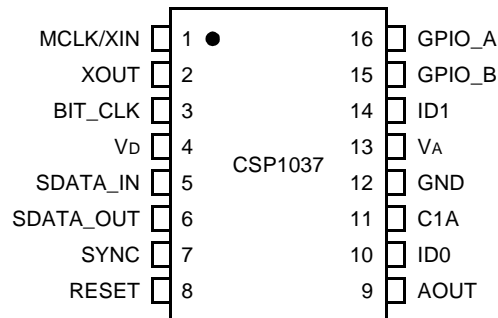 MCLK/XIN 1 16 GPIO_A
XOUT 2 15 GPIO_B
BIT_CLK 3 14 ID1
VD 4 13 VA
CSP1037
SDATA_IN 5 12 GND
SDATA_OUT 6 11 C1A
SYNC 7 10 ID0
RESET 8 9 AOUT